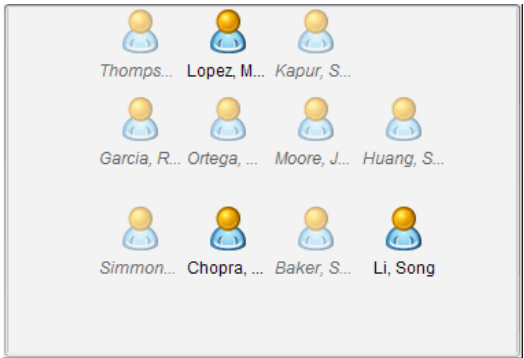 Thomps... Lopez, M... Kapur, S...
Garcia, R... Ortega, ... Moore, J... Huang, S...
Simmon... Chopra, ... Baker, S... Li, Song